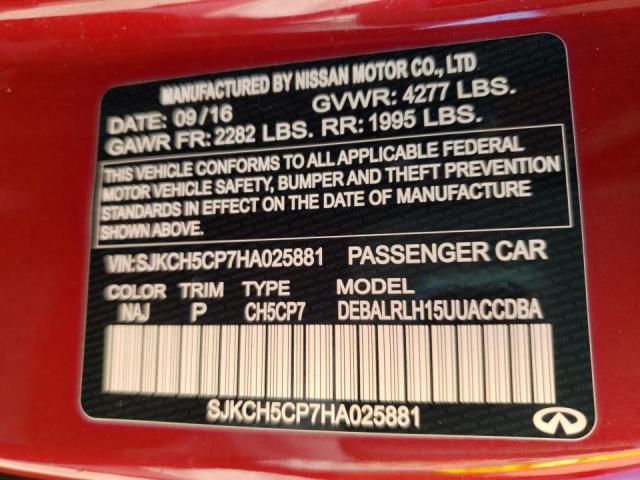 MANUFACTURED BY NISSAN MOTOR CO., LTD
DATE: 09/16 GVWR: 4277 LBS.
GAWR FR: 2282 LBS. RR: 1995 LBS.
THIS VEHICLE CONFORMS TO ALL APPLICABLE FEDERAL
MOTOR VEHICLE SAFETY, BUMPER AND THEFT PREVENTION
STANDARDS IN EFFECT ON THE DATE OF MANUFACTURE
SHOWN ABOVE.
VIN:SJKCH5CP7HA025881 PASSENGER CAR
COLOR TRIM TYPE MODEL
NAJ P CH5CP7 DEBALRLH15UUACCDBA
SJKCH5CP7HA025881